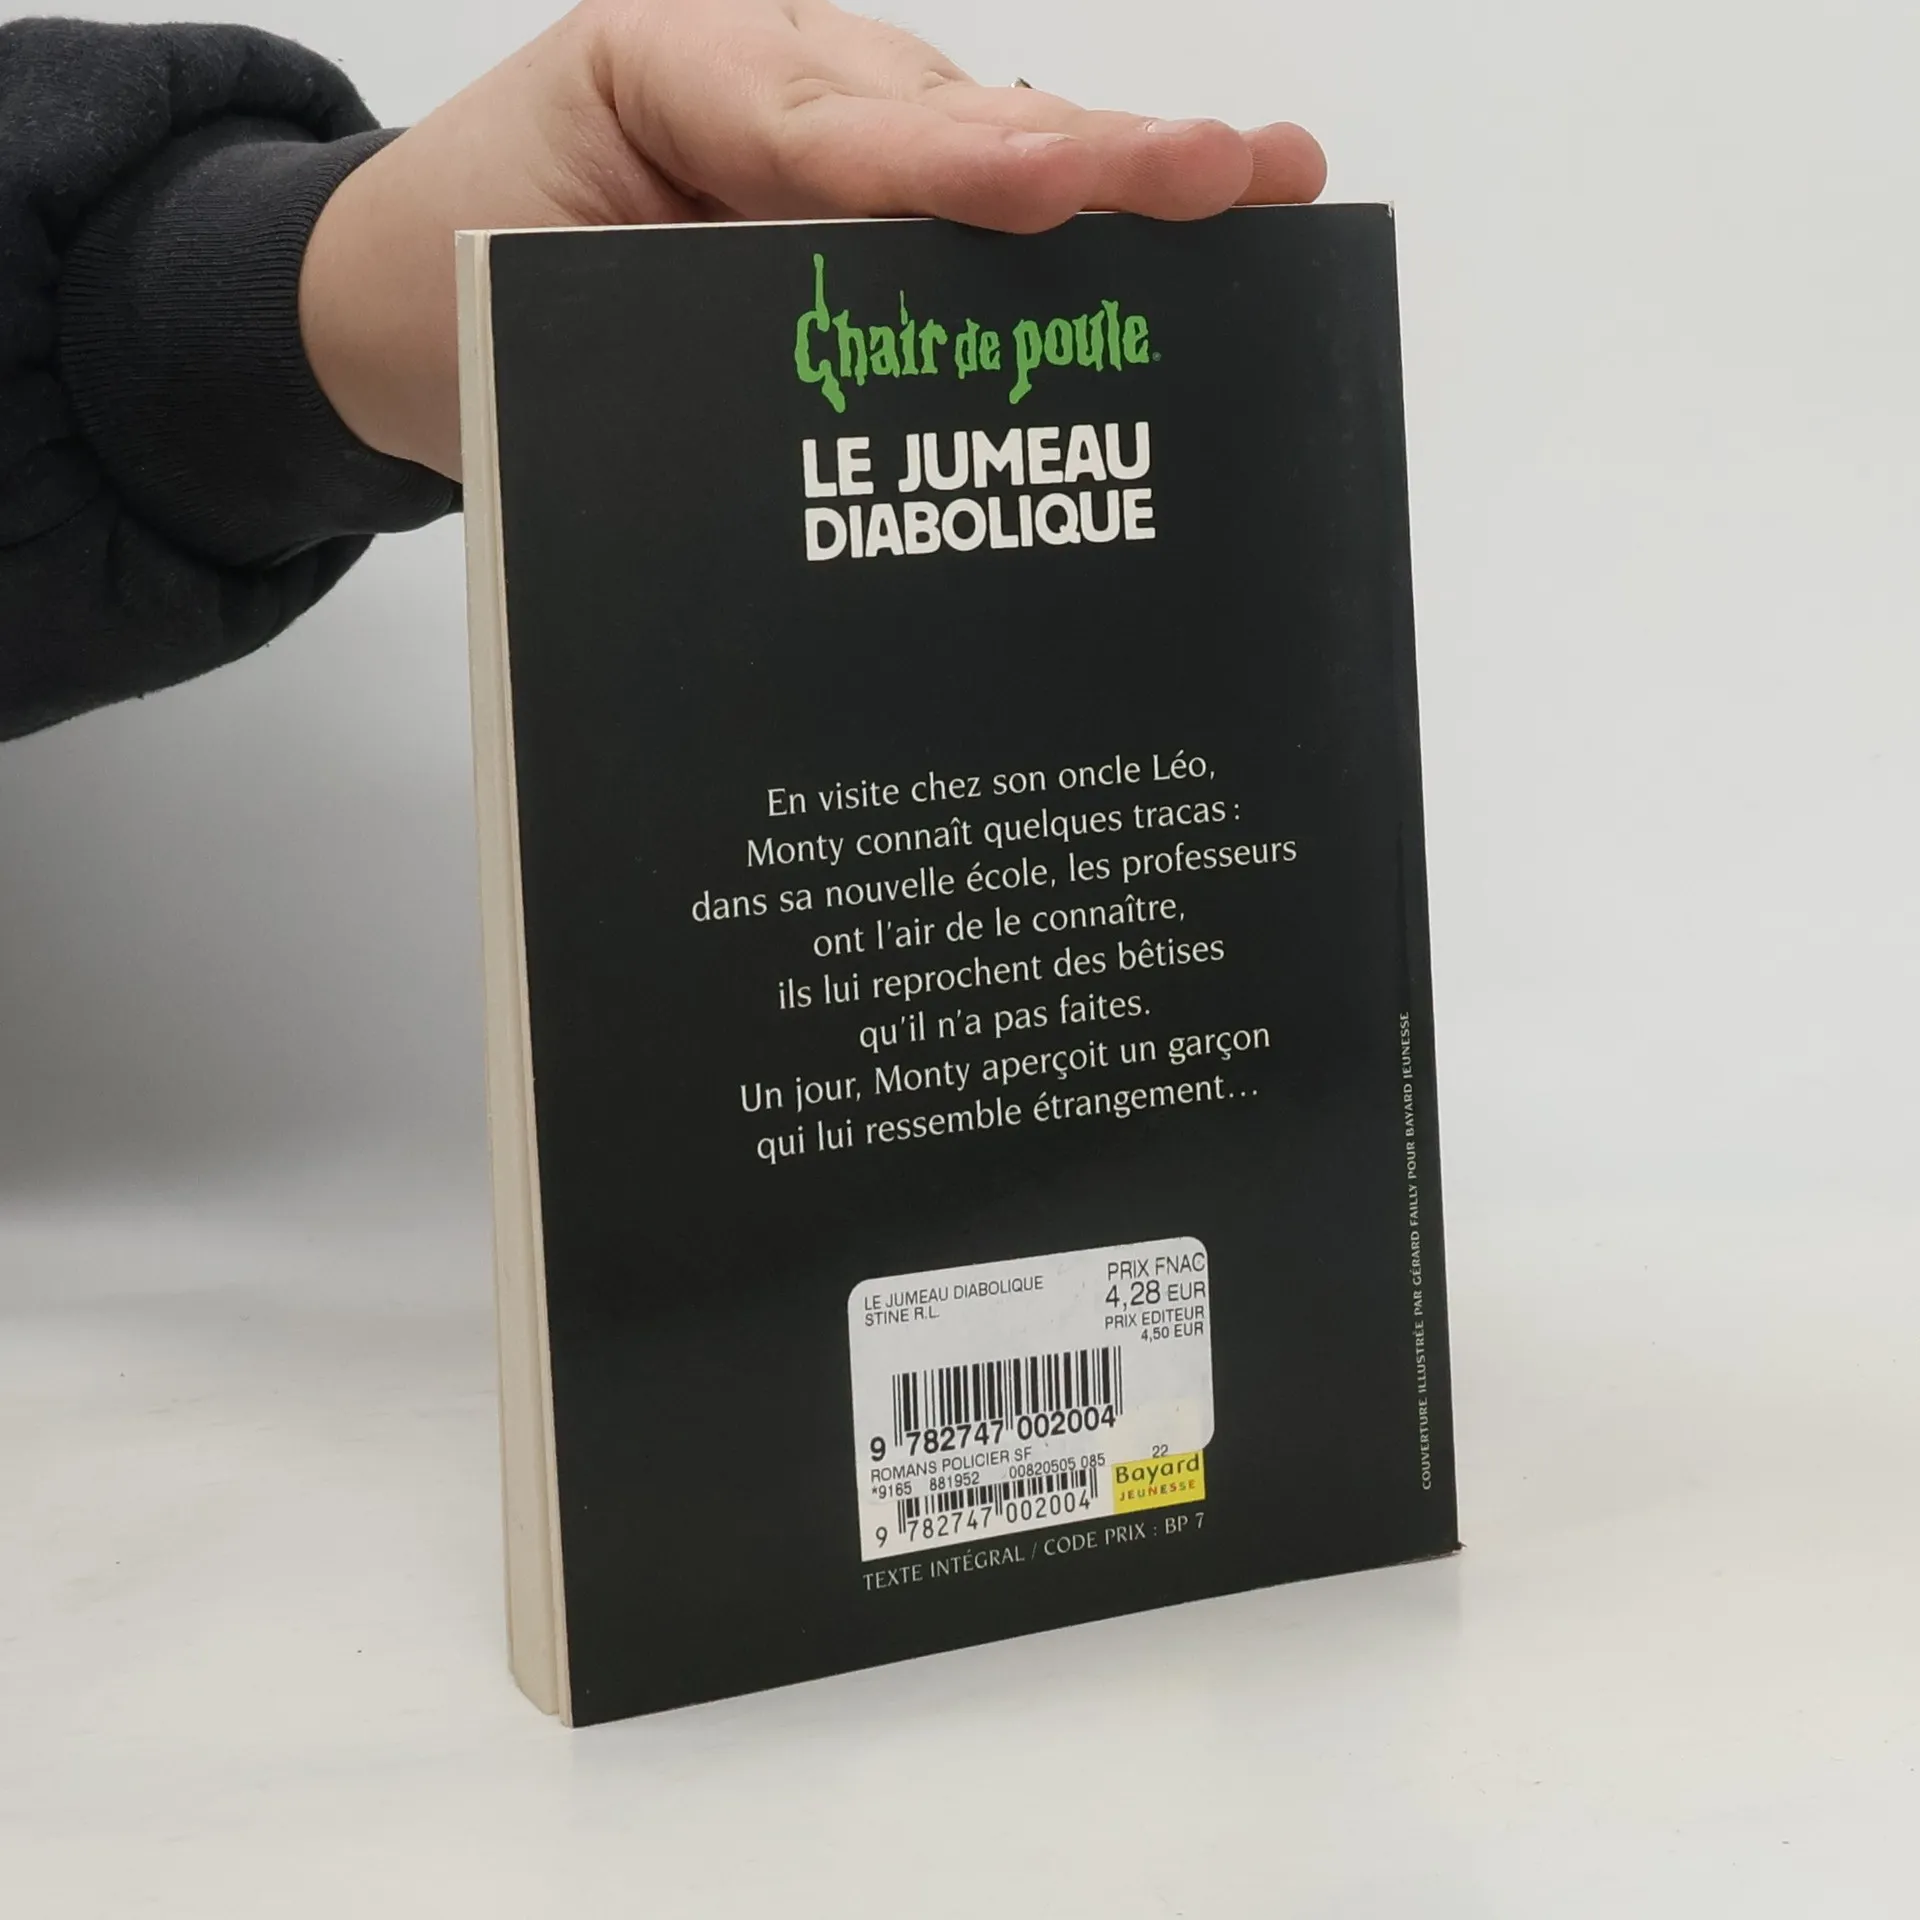 Chair de poule®
LE JUMEAU
DIABOLIQUE
En visite chez son oncle Léo,
Monty connaît quelques tracas :
dans sa nouvelle école, les professeurs
ont l'air de le connaître,
ils lui reprochent des bêtises
qu'il n'a pas faites.
Un jour, Monty aperçoit un garçon
qui lui ressemble étrangement...
LE JUMEAU DIABOLIQUE
STINE R.L.
PRIX FNAC
4,28 EUR
PRIX EDITEUR
4,50 EUR
9 782747 002004
ROMANS POLICIER SF
22
*9165 881952 00820505 085
Bayard
JEUNESSE
9 782747 002004
TEXTE INTÉGRAL / CODE PRIX : BP 7
COUVERTURE ILLUSTRÉE PAR GÉRARD FAILLY POUR BAYARD JEUNESSE